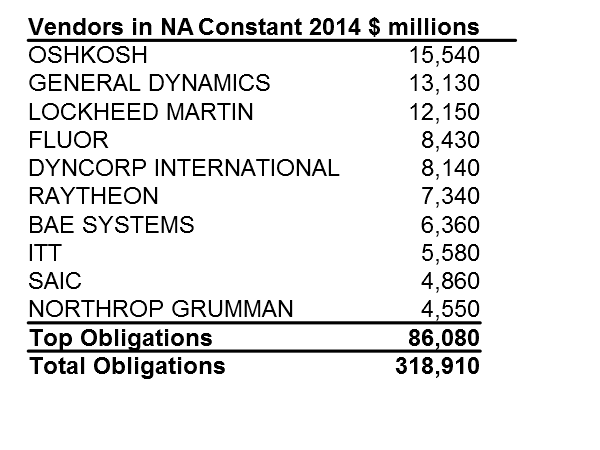 Vendors in NA Constant 2014 $ millions
OSHKOSH 15,540
GENERAL DYNAMICS 13,130
LOCKHEED MARTIN 12,150
FLUOR 8,430
DYNCORP INTERNATIONAL 8,140
RAYTHEON 7,340
BAE SYSTEMS 6,360
ITT 5,580
SAIC 4,860
NORTHROP GRUMMAN 4,550
Top Obligations 86,080
Total Obligations 318,910